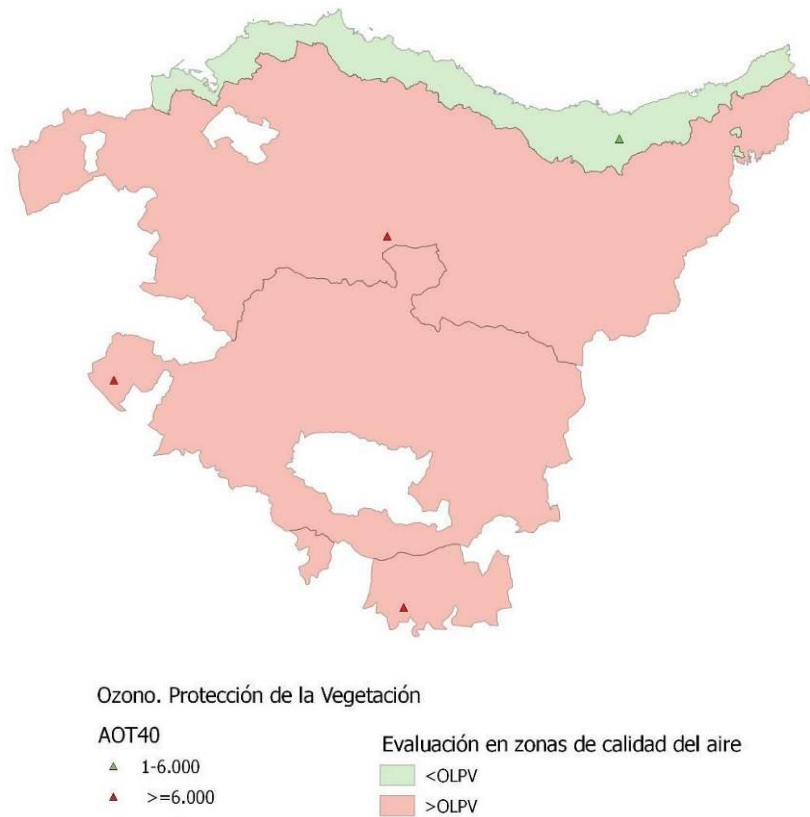 Ozono. Protección de la Vegetación
AOT40
1-6.000
>=6.000
Evaluación en zonas de calidad del aire
<OLPV
>OLPV